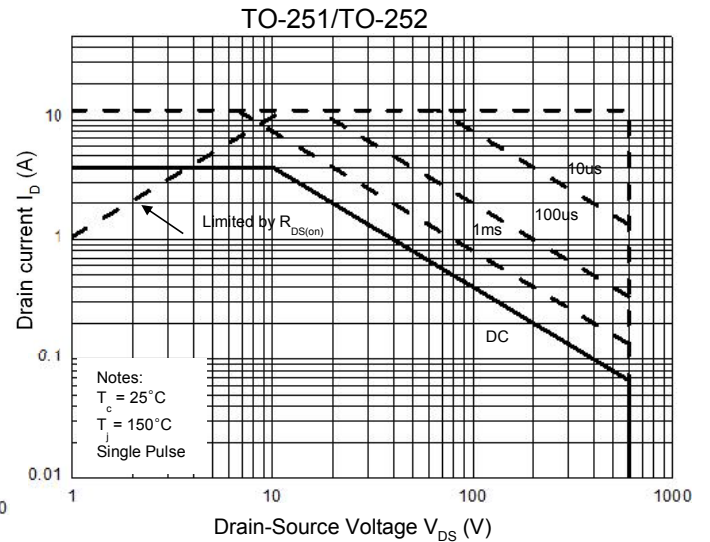 TO-251/TO-252
Drain current I_D (A)
10
1
0.1
0.01
10us
100us
1ms
DC
Limited by R_DS(on)
Notes:
T_c = 25°C
T_j = 150°C
Single Pulse
1
10
100
1000
0
Drain-Source Voltage V_DS (V)